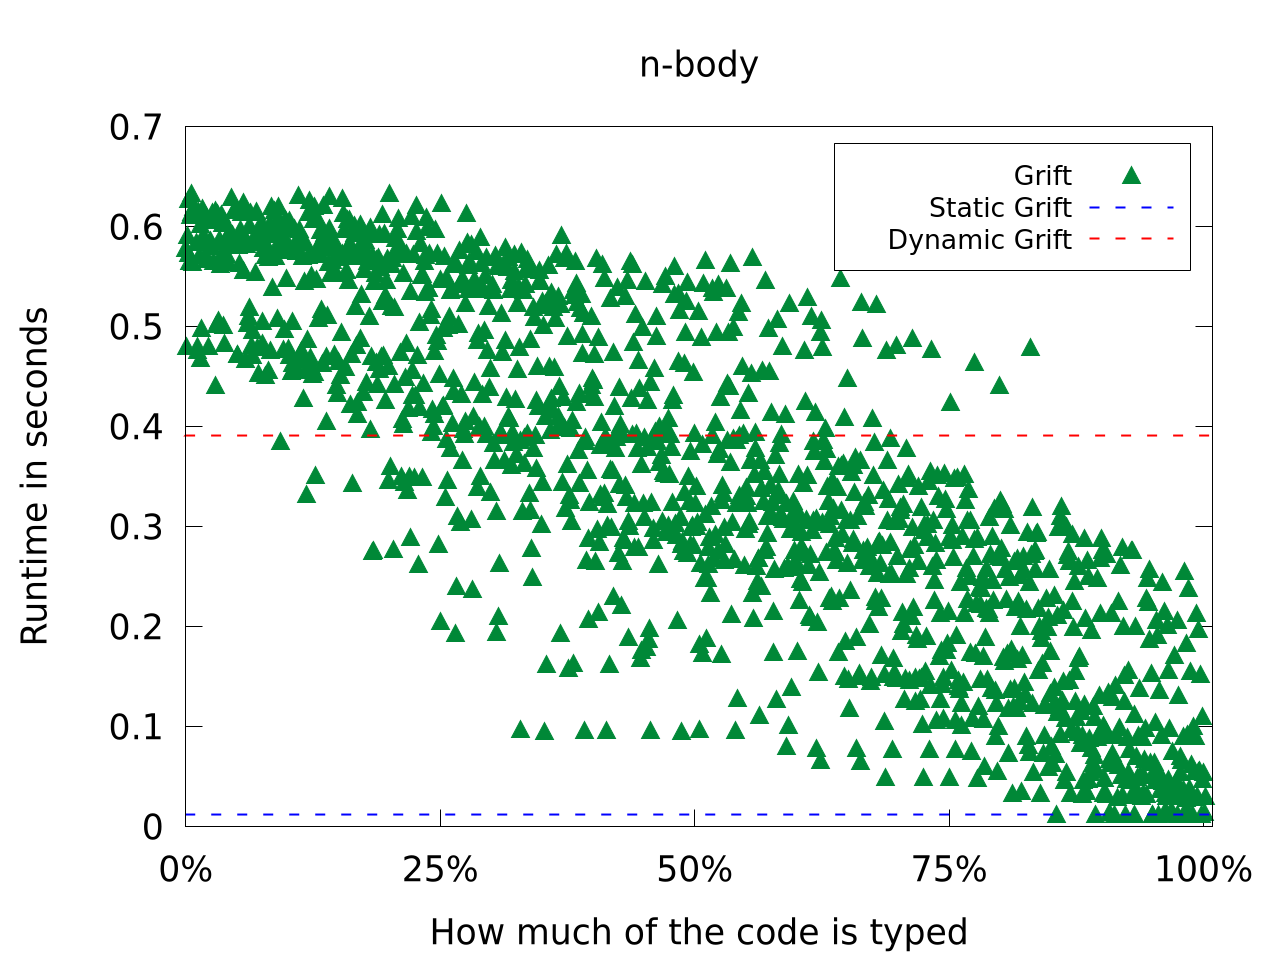 n-body
0.7
0.6
0.5
0.4
0.3
0.2
0.1
0
0% 25% 50% 75% 100%
Runtime in seconds
How much of the code is typed
Grift
Static Grift
Dynamic Grift